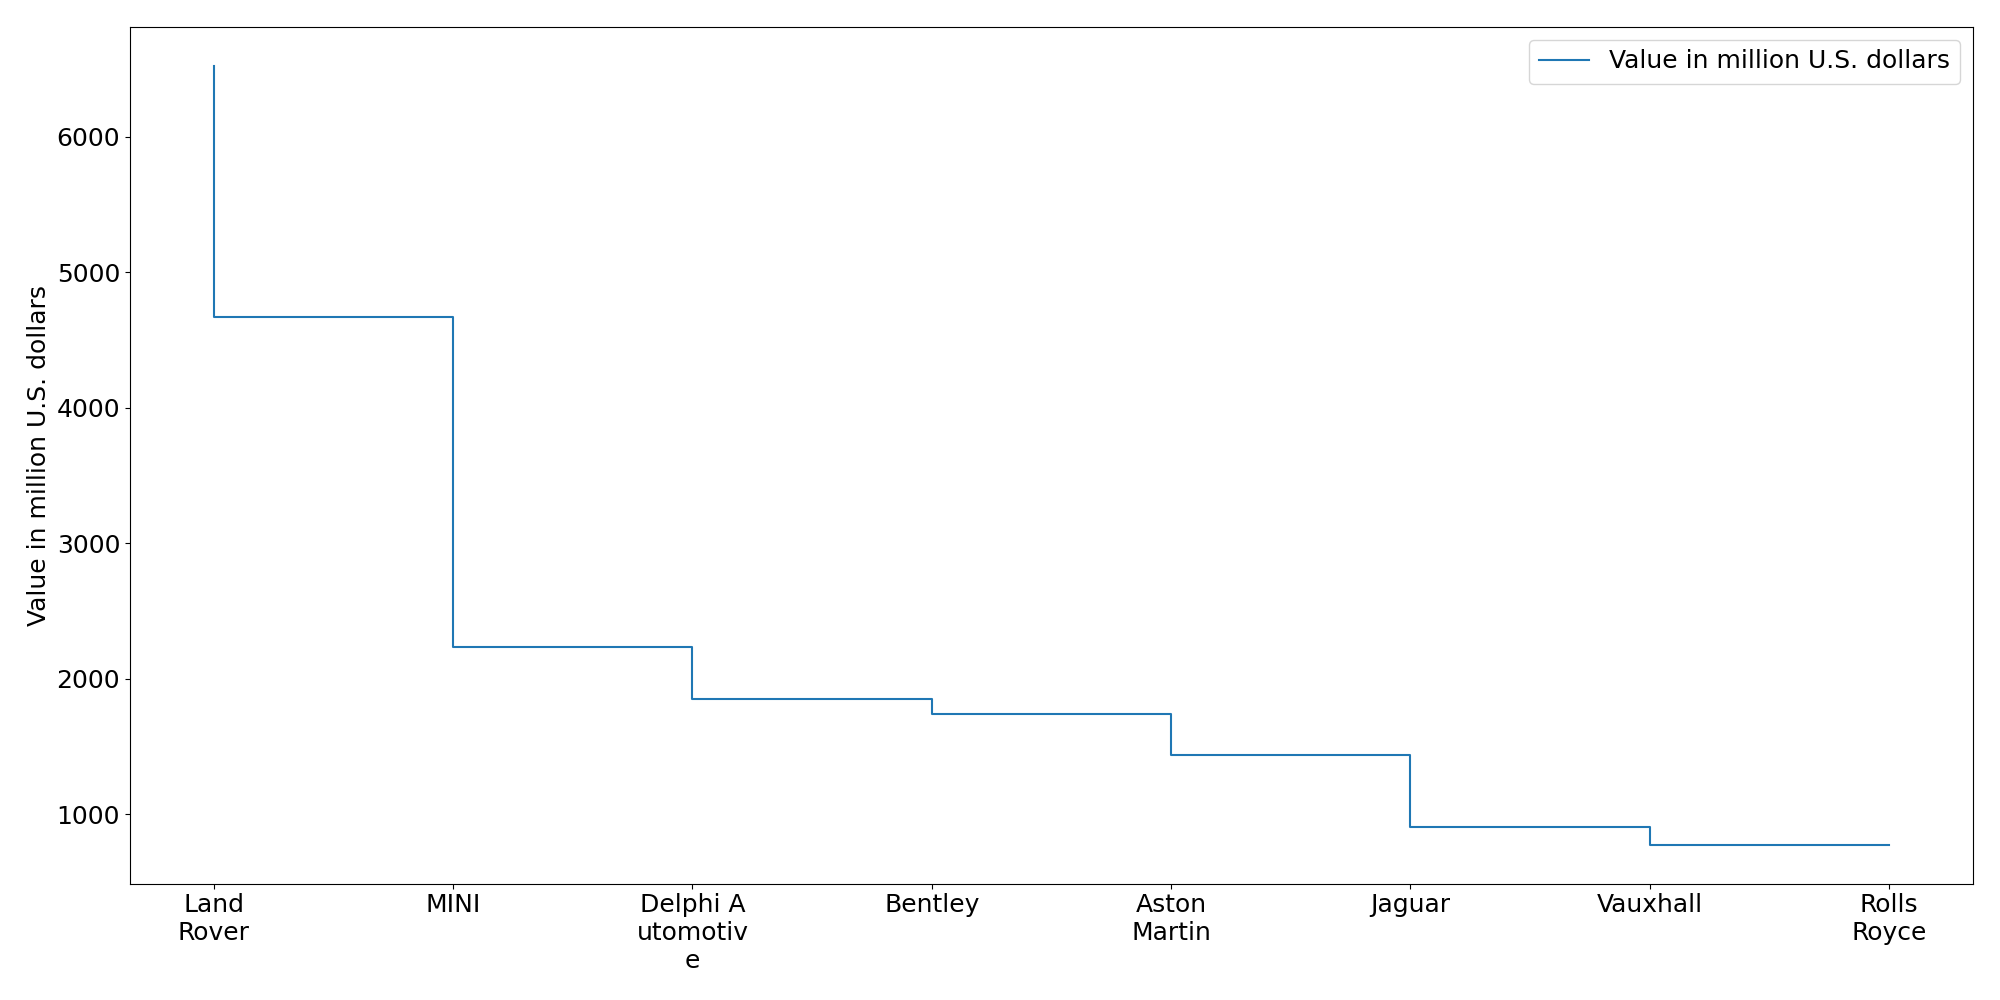 Value in million U.S. dollars
6000
5000
4000
3000
2000
1000
Value in million U.S. dollars
Land
Rover
MINI
Delphi A
utomotiv
e
Bentley
Aston
Martin
Jaguar
Vauxhall
Rolls
Royce